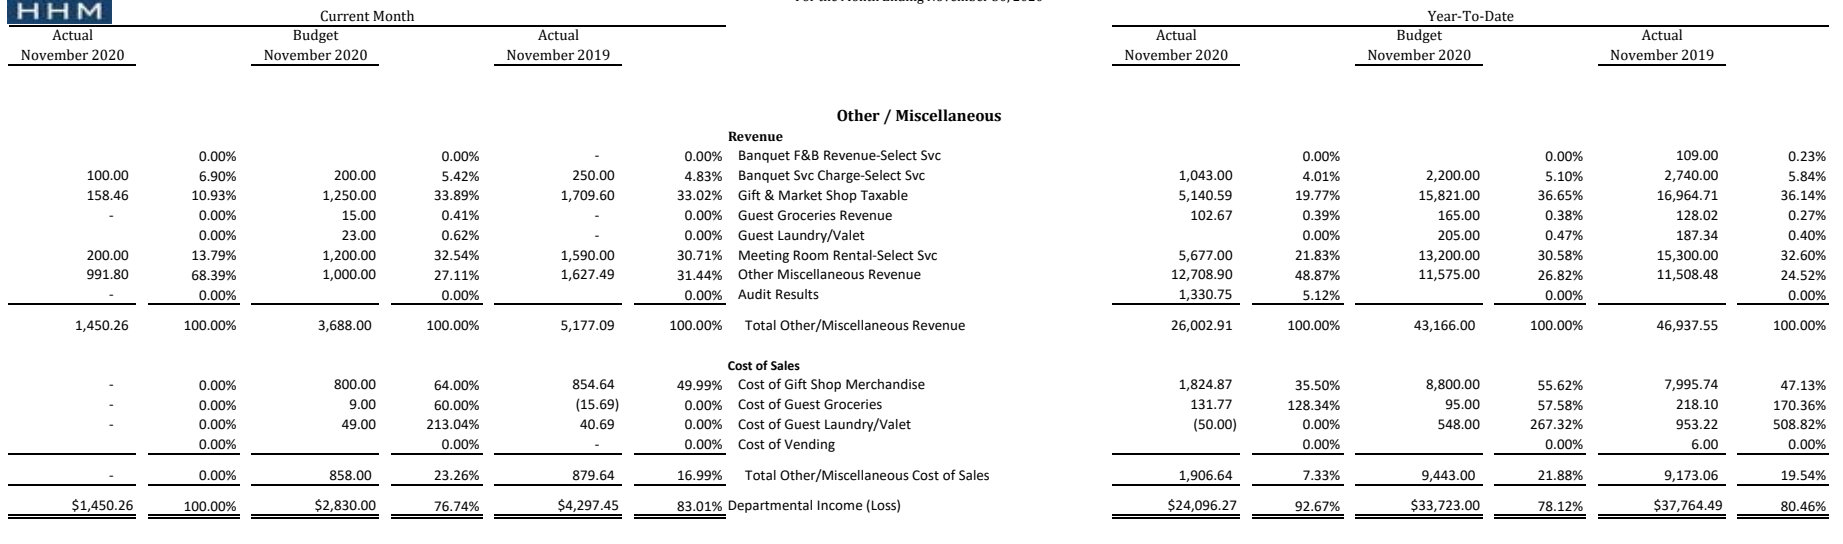 HHM
For the Month Ending November 30, 2020
Current Month Year-To-Date
Actual Budget Actual Actual Budget Actual
November 2020 November 2020 November 2019 November 2020 November 2020 November 2019
Other / Miscellaneous
Revenue
0.00% 0.00% - 0.00% Banquet F&B Revenue-Select Svc 0.00% 0.00% 109.00 0.23%
100.00 6.90% 200.00 5.42% 250.00 4.83% Banquet Svc Charge-Select Svc 1,043.00 4.01% 2,200.00 5.10% 2,740.00 5.84%
158.46 10.93% 1,250.00 33.89% 1,709.60 33.02% Gift & Market Shop Taxable 5,140.59 19.77% 15,821.00 36.65% 16,964.71 36.14%
- 0.00% 15.00 0.41% - 0.00% Guest Groceries Revenue 102.67 0.39% 165.00 0.38% 128.02 0.27%
0.00% 23.00 0.62% - 0.00% Guest Laundry/Valet 0.00% 205.00 0.47% 187.34 0.40%
200.00 13.79% 1,200.00 32.54% 1,590.00 30.71% Meeting Room Rental-Select Svc 5,677.00 21.83% 13,200.00 30.58% 15,300.00 32.60%
991.80 68.39% 1,000.00 27.11% 1,627.49 31.44% Other Miscellaneous Revenue 12,708.90 48.87% 11,575.00 26.82% 11,508.48 24.52%
- 0.00% 0.00% 0.00% Audit Results 1,330.75 5.12% 0.00% 0.00%
1,450.26 100.00% 3,688.00 100.00% 5,177.09 100.00% Total Other/Miscellaneous Revenue 26,002.91 100.00% 43,166.00 100.00% 46,937.55 100.00%
Cost of Sales
- 0.00% 800.00 64.00% 854.64 49.99% Cost of Gift Shop Merchandise 1,824.87 35.50% 8,800.00 55.62% 7,995.74 47.13%
- 0.00% 9.00 60.00% (15.69) 0.00% Cost of Guest Groceries 131.77 128.34% 95.00 57.58% 218.10 170.36%
- 0.00% 49.00 213.04% 40.69 0.00% Cost of Guest Laundry/Valet (50.00) 0.00% 548.00 267.32% 953.22 508.82%
0.00% 0.00% - 0.00% Cost of Vending 0.00% 0.00% 6.00 0.00%
- 0.00% 858.00 23.26% 879.64 16.99% Total Other/Miscellaneous Cost of Sales 1,906.64 7.33% 9,443.00 21.88% 9,173.06 19.54%
$1,450.26 100.00% $2,830.00 76.74% $4,297.45 83.01% Departmental Income (Loss) $24,096.27 92.67% $33,723.00 78.12% $37,764.49 80.46%